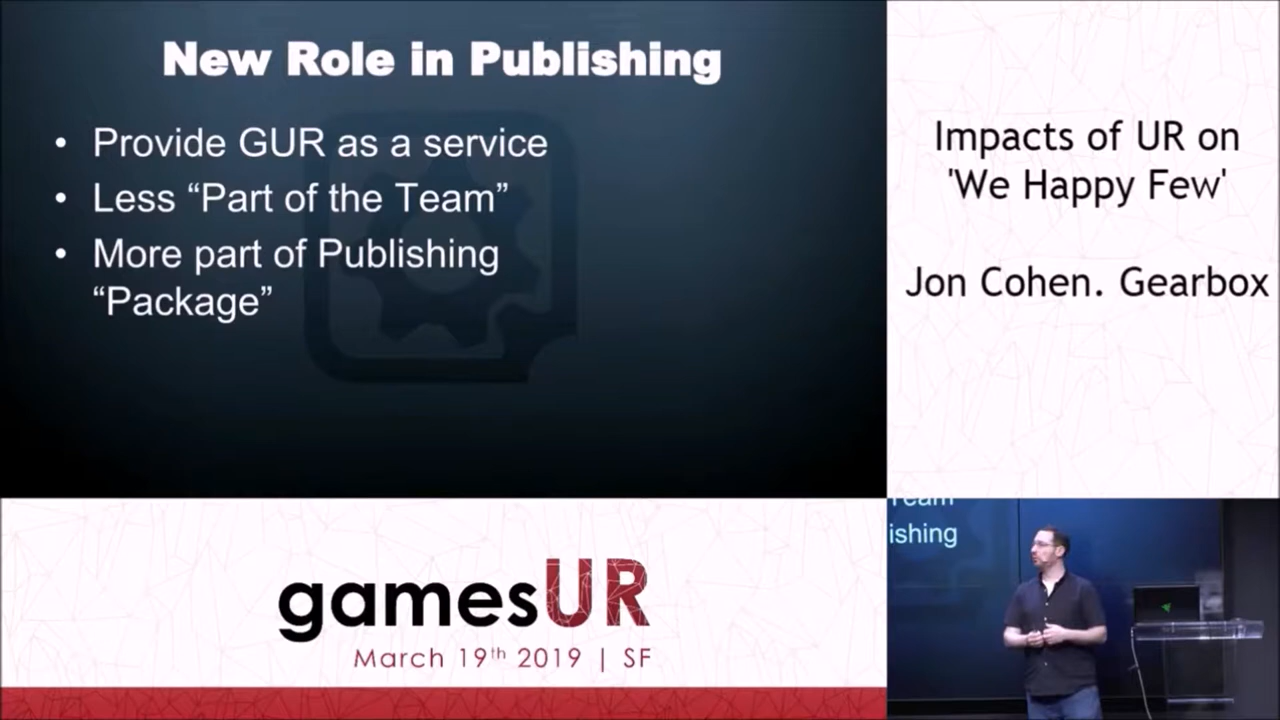 New Role in Publishing
• Provide GUR as a service
• Less “Part of the Team”
• More part of Publishing
“Package”
Impacts of UR on
'We Happy Few'
Jon Cohen. Gearbox
gamesUR
March 19th 2019 | SF
Team
ishing